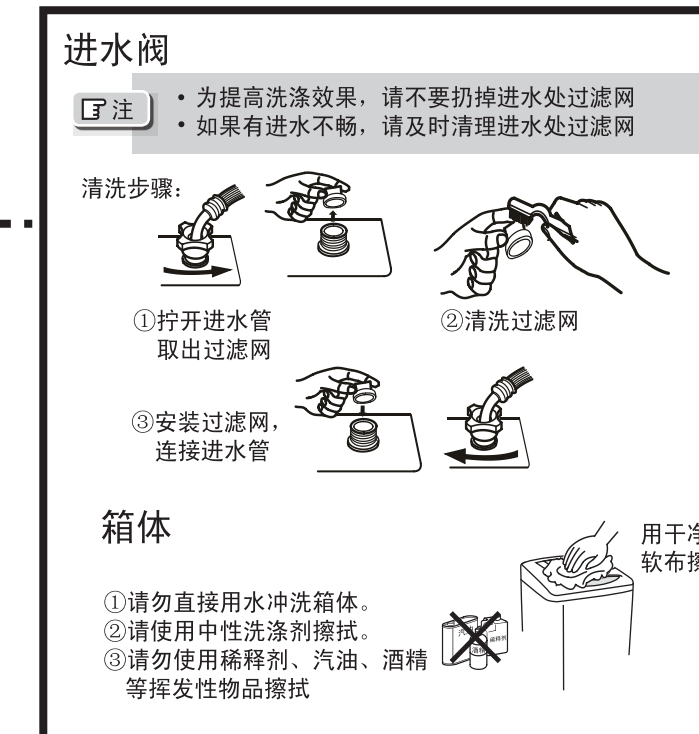 进水阀
注
• 为提高洗涤效果，请不要扔掉进水处过滤网
• 如果有进水不畅，请及时清理进水处过滤网
清洗步骤：
①拧开进水管
取出过滤网
②清洗过滤网
③安装过滤网，
连接进水管
箱体
用干净
软布擦
①请勿直接用水冲洗箱体。
②请使用中性洗涤剂擦拭。
③请勿使用稀释剂、汽油、酒精
等挥发性物品擦拭
汽油
稀释剂
酒精